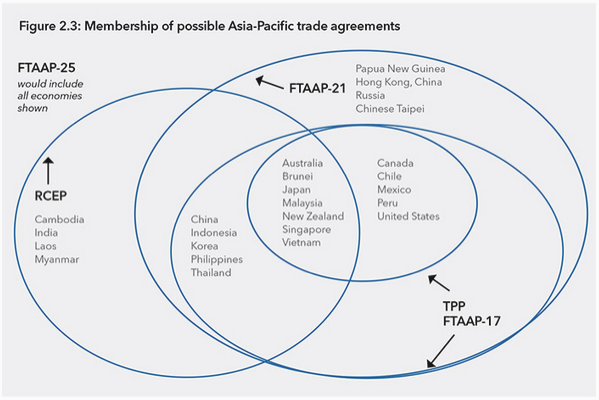 Figure 2.3: Membership of possible Asia-Pacific trade agreements
FTAAP-25
would include
all economies
shown
FTAAP-21
Papua New Guinea
Hong Kong, China
Russia
Chinese Taipei
RCEP
Cambodia
India
Laos
Myanmar
China
Indonesia
Korea
Philippines
Thailand
Australia
Brunei
Japan
Malaysia
New Zealand
Singapore
Vietnam
Canada
Chile
Mexico
Peru
United States
TPP
FTAAP-17